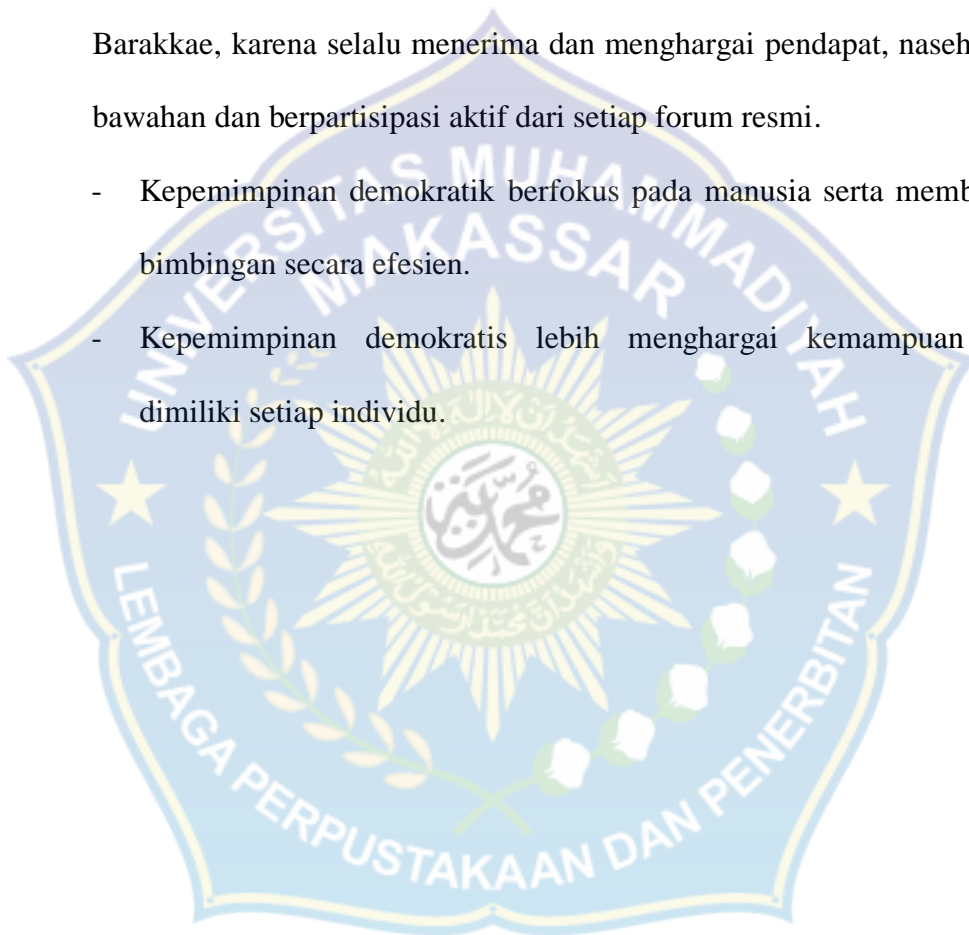 Barakkae, karena selalu menerima dan menghargai pendapat, naseh
bawahan dan berpartisipasi aktif dari setiap forum resmi.
- Kepemimpinan demokratik berfokus pada manusia serta memb
bimbingan secara efesien.
- Kepemimpinan demokratis lebih menghargai kemampuan
dimiliki setiap individu.
UNIVERSITAS MUHAMMADIYAH
MAKASSAR
محمدية
LEMBAGA PERPUSTAKAAN DAN PENERBITAN